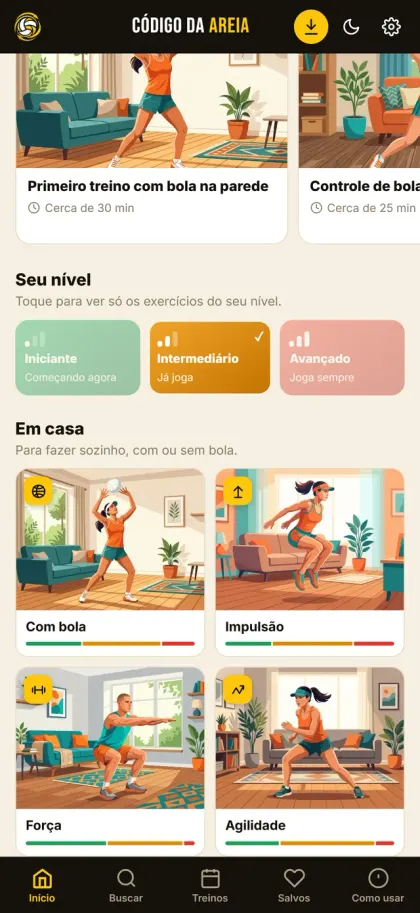 CÓDIGO DA AREIA
Primeiro treino com bola na parede
Cerca de 30 min
Controle de bola
Cerca de 25 min
Seu nível
Toque para ver só os exercícios do seu nível.
Iniciante
Começando agora
Intermediário
Já joga
Avançado
Joga sempre
Em casa
Para fazer sozinho, com ou sem bola.
Com bola
Impulsão
Força
Agilidade
Início
Buscar
Treinos
Salvos
Como usar